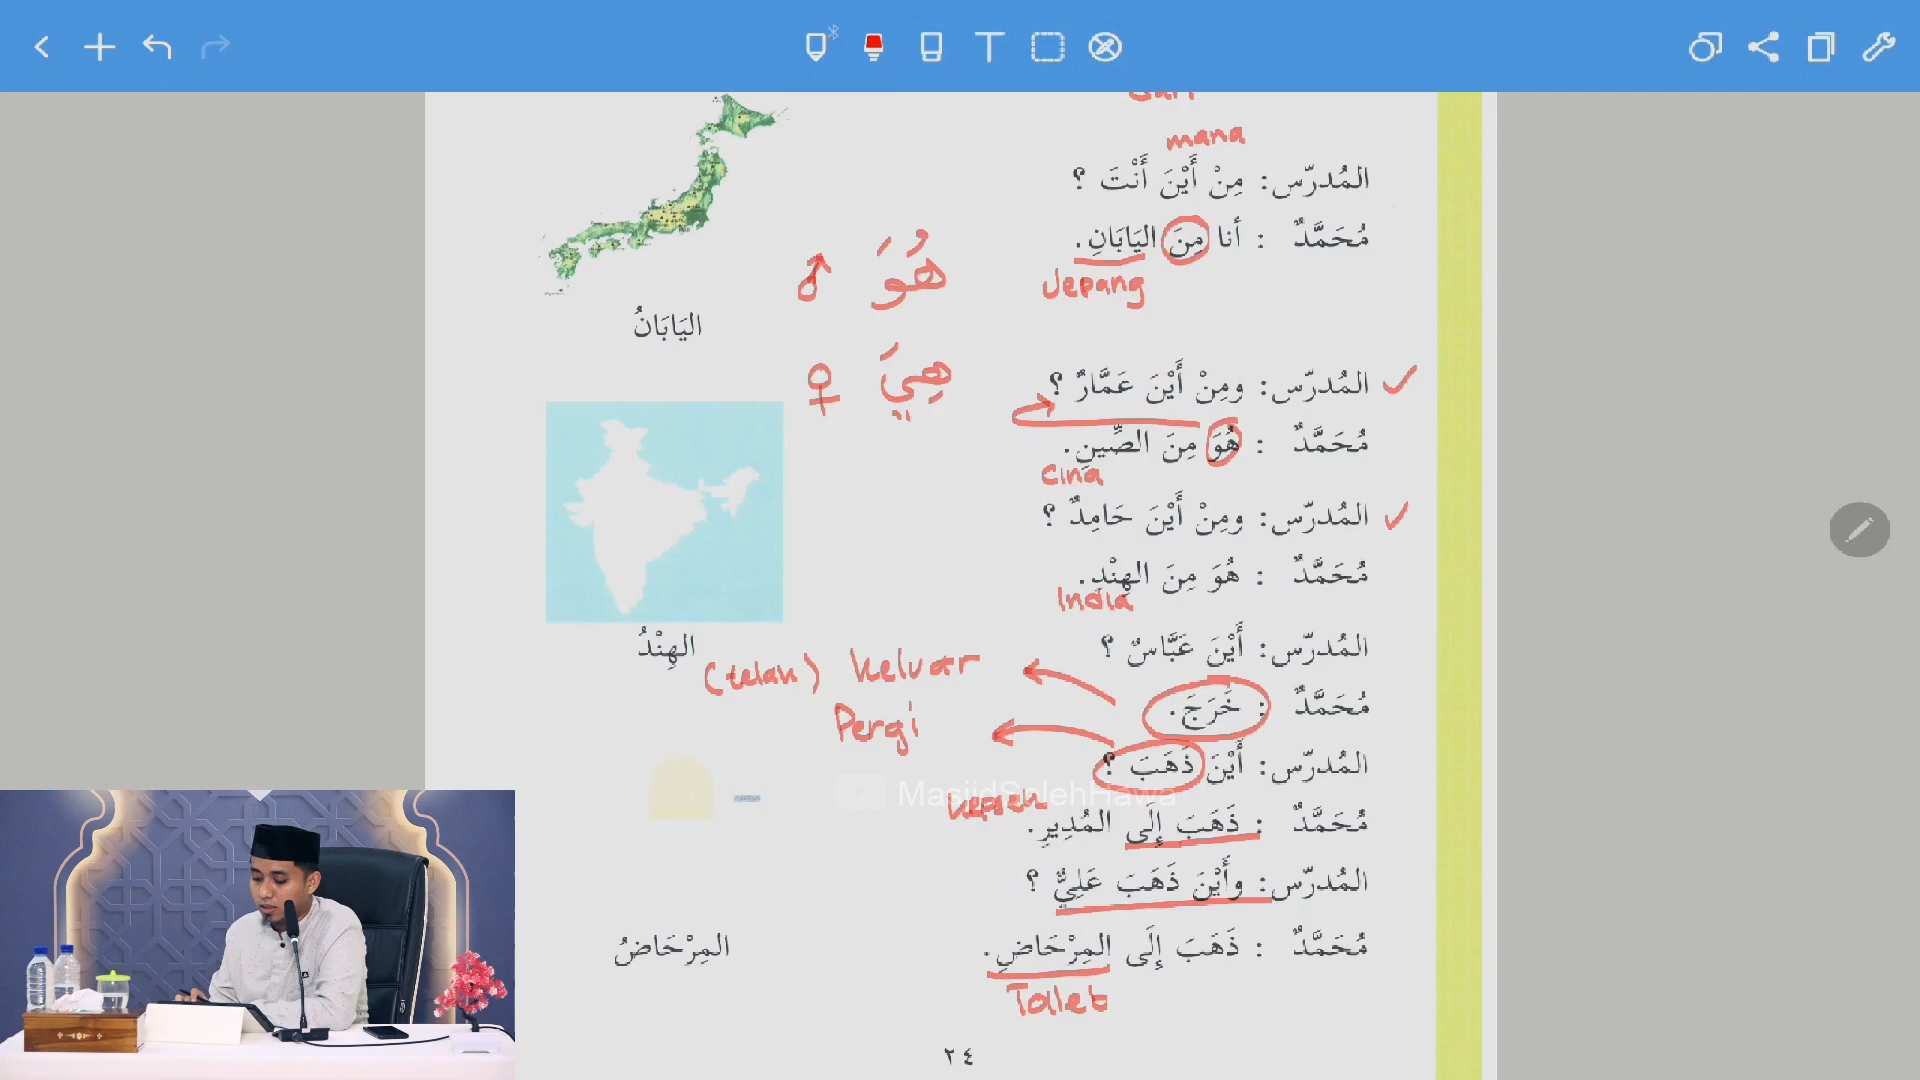 mana
المُدرّس: مِنْ أَيْنَ أَنْتَ ؟
مُحَمَّدٌ : أنا مِنَ اليَابَانِ.
Jepang
هُوَ
اليَابَانُ
هِيَ
المُدرّس: ومِنْ أَيْنَ عَمَّارٌ ؟
مُحَمَّدٌ : هُوَ مِنَ الصِّينِ.
Cina
المُدرّس: ومِنْ أَيْنَ حَامِدٌ ؟
مُحَمَّدٌ : هُوَ مِنَ الهِنْدِ.
India
الهِنْدُ
المُدرّس: أَيْنَ عَبَّاسٌ ؟
(telah) keluar
مُحَمَّدٌ : خَرَجَ.
Pergi
المُدرّس: أَيْنَ ذَهَبَ ؟
MasjidSolehHawa
مُحَمَّدٌ : ذَهَبَ إِلَى المُدِيرِ.
المُدرّس: وأَيْنَ ذَهَبَ عَلِيٌّ ؟
مُحَمَّدٌ : ذَهَبَ إِلَى المِرْحَاضِ.
المِرْحَاضُ
Toilet
٢٤